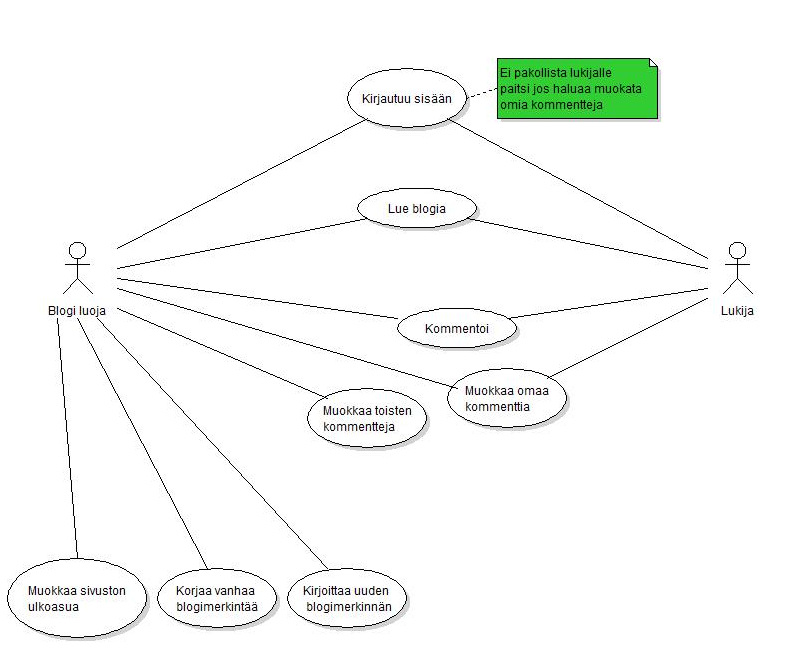 Kirjautuu sisään
Ei pakollista lukijalle
paitsi jos haluaa muokata
omia kommentteja
Lue blogia
Blogi luoja
Lukija
Kommentoi
Muokkaa omaa
kommenttia
Muokkaa toisten
kommentteja
Muokkaa sivuston
ulkoasua
Korjaa vanhaa
blogimerkintää
Kirjoittaa uuden
blogimerkinnän